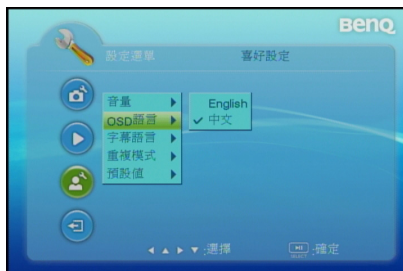 BenQ
設定選單 喜好設定
音量
OSD語言
字幕語言
重複模式
預設值
English
中文
:選擇 :確定